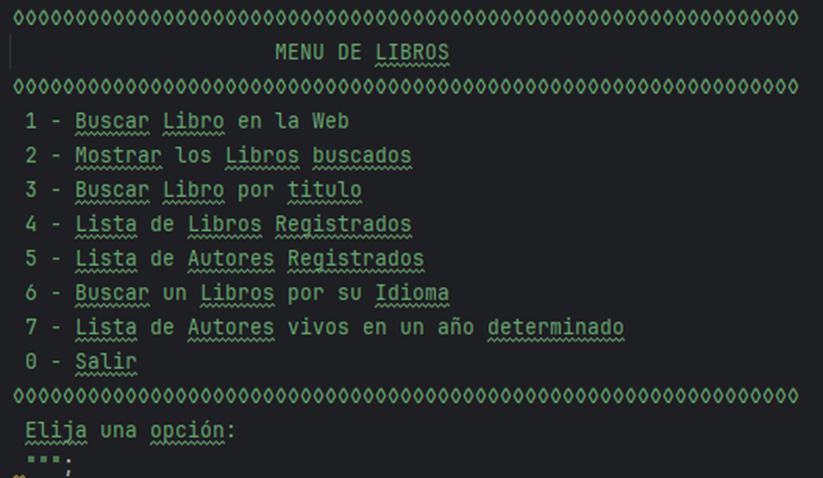 ◊◊◊◊◊◊◊◊◊◊◊◊◊◊◊◊◊◊◊◊◊◊◊◊◊◊◊◊◊◊◊◊◊◊◊◊◊◊◊◊◊◊◊◊◊◊◊◊◊◊◊◊◊◊◊◊◊◊◊◊◊◊◊
MENU DE LIBROS
◊◊◊◊◊◊◊◊◊◊◊◊◊◊◊◊◊◊◊◊◊◊◊◊◊◊◊◊◊◊◊◊◊◊◊◊◊◊◊◊◊◊◊◊◊◊◊◊◊◊◊◊◊◊◊◊◊◊◊◊◊◊◊
1 - Buscar Libro en la Web
2 - Mostrar los Libros buscados
3 - Buscar Libro por titulo
4 - Lista de Libros Registrados
5 - Lista de Autores Registrados
6 - Buscar un Libros por su Idioma
7 - Lista de Autores vivos en un año determinado
0 - Salir
◊◊◊◊◊◊◊◊◊◊◊◊◊◊◊◊◊◊◊◊◊◊◊◊◊◊◊◊◊◊◊◊◊◊◊◊◊◊◊◊◊◊◊◊◊◊◊◊◊◊◊◊◊◊◊◊◊◊◊◊◊◊◊
Elija una opción:
""";